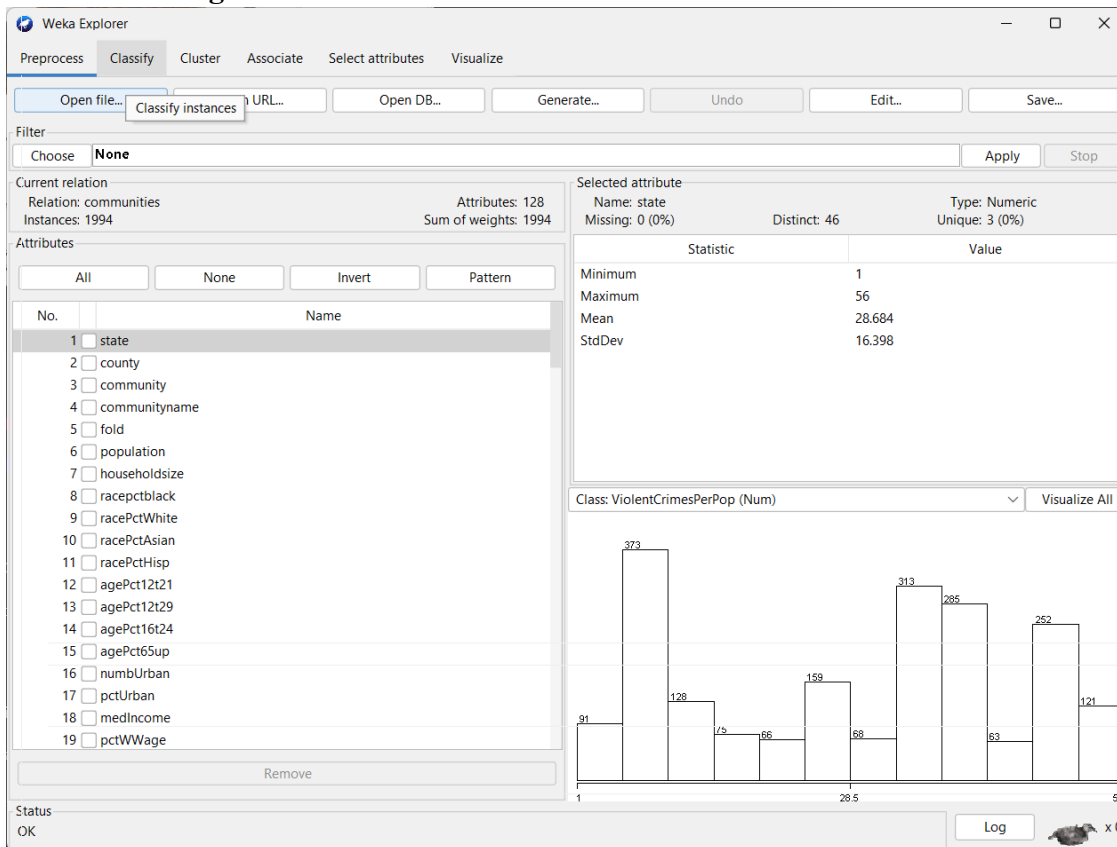 Weka Explorer
Preprocess Classify Cluster Associate Select attributes Visualize
Open file... URL... Open DB... Generate... Undo Edit... Save...
Classify instances
Filter
Choose None Apply Stop
Current relation
Relation: communities Attributes: 128
Instances: 1994 Sum of weights: 1994
Attributes
All None Invert Pattern
No. Name
1 state
2 county
3 community
4 communityname
5 fold
6 population
7 householdsize
8 racepctblack
9 racePctWhite
10 racePctAsian
11 racePctHisp
12 agePct12t21
13 agePct12t29
14 agePct16t24
15 agePct65up
16 numbUrban
17 pctUrban
18 medIncome
19 pctWWage
Remove
Selected attribute
Name: state Type: Numeric
Missing: 0 (0%) Distinct: 46 Unique: 3 (0%)
Statistic Value
Minimum 1
Maximum 56
Mean 28.684
StdDev 16.398
Class: ViolentCrimesPerPop (Num) Visualize All
91 373 128 75 66 159 68 313 285 63 252 121
1 28.5
Status
OK
Log x